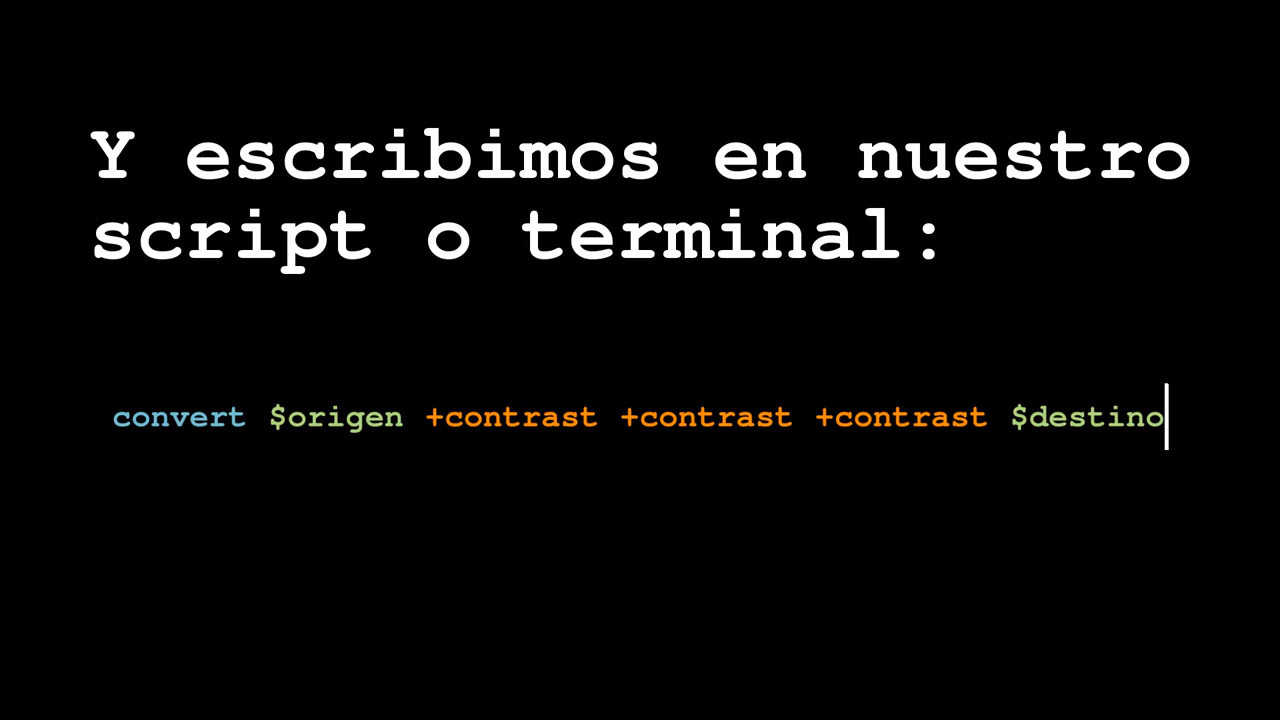 Y escribimos en nuestro
script o terminal:
convert $origen +contrast +contrast +contrast $destino